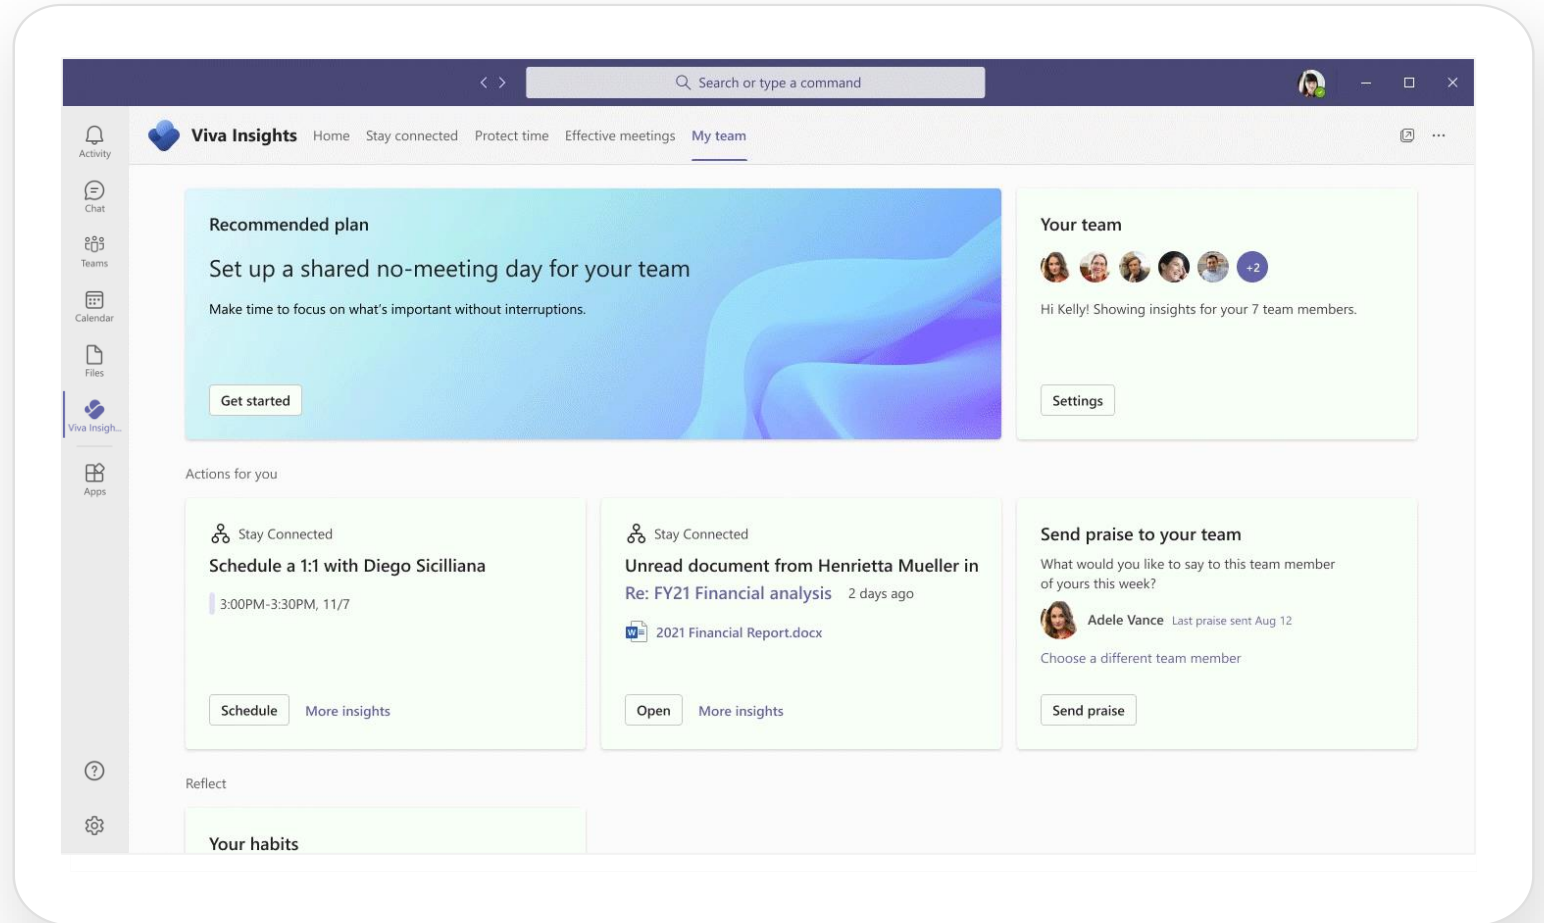 Search or type a command
Activity
Chat
Teams
Calendar
Files
Viva Insigh...
Apps
Viva Insights Home Stay connected Protect time Effective meetings My team
Recommended plan
Set up a shared no-meeting day for your team
Make time to focus on what's important without interruptions.
Get started
Your team
+2
Hi Kelly! Showing insights for your 7 team members.
Settings
Actions for you
Stay Connected
Schedule a 1:1 with Diego Sicilliana
3:00PM-3:30PM, 11/7
Schedule More insights
Stay Connected
Unread document from Henrietta Mueller in
Re: FY21 Financial analysis 2 days ago
2021 Financial Report.docx
Open More insights
Send praise to your team
What would you like to say to this team member
of yours this week?
Adele Vance Last praise sent Aug 12
Choose a different team member
Send praise
Reflect
Your habits